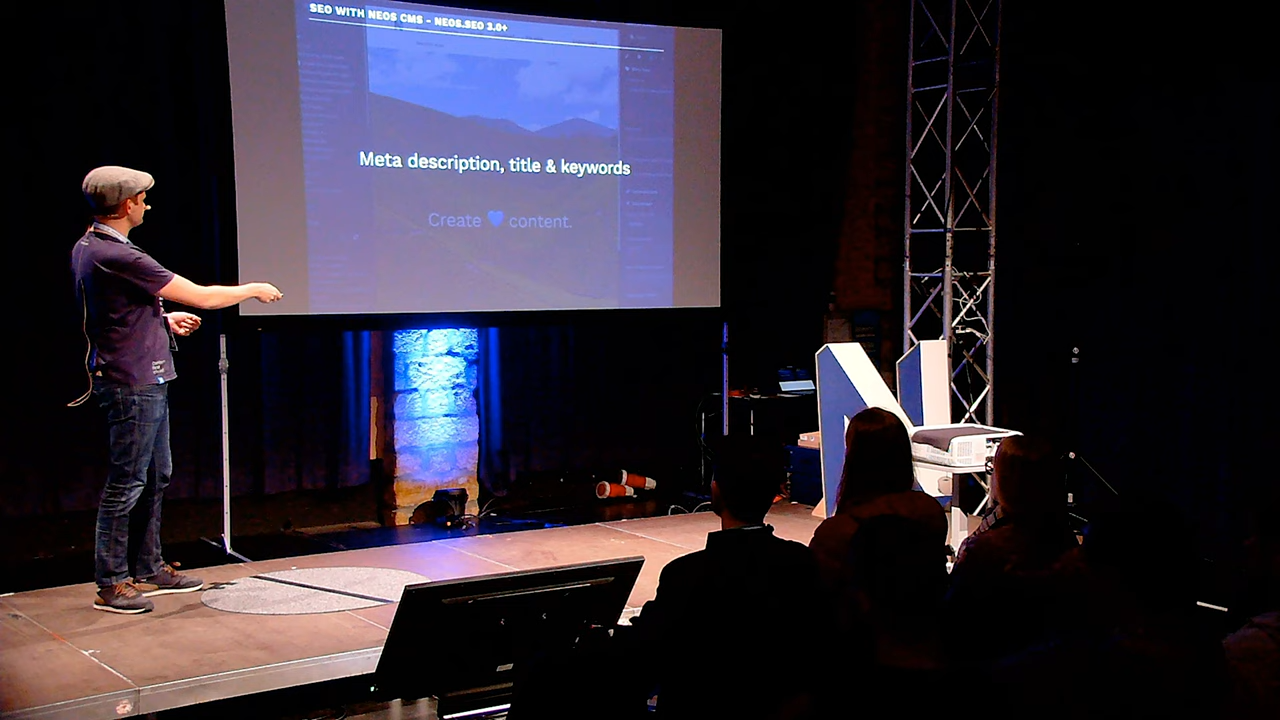 SEO WITH NEOS CMS - NEOS.SEO 3.0+
Meta description, title & keywords
Create 💙 content.